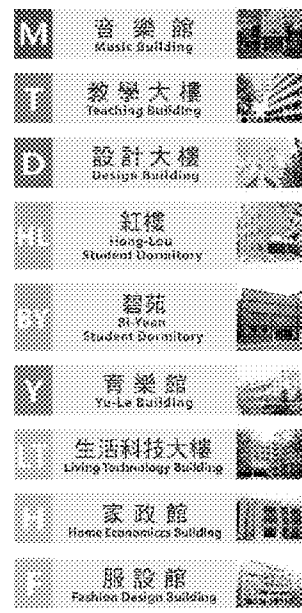 M
音樂館
Music Building
T
教學大樓
Teaching Building
D
設計大樓
Design Building
HL
紅樓
Hong-Lou
Student Dormitory
BY
碧苑
Bi-Yuan
Student Dormitory
Y
育樂館
Yu-Le Building
LT
生活科技大樓
Living Technology Building
H
家政館
Home Economics Building
F
服設館
Fashion Design Building